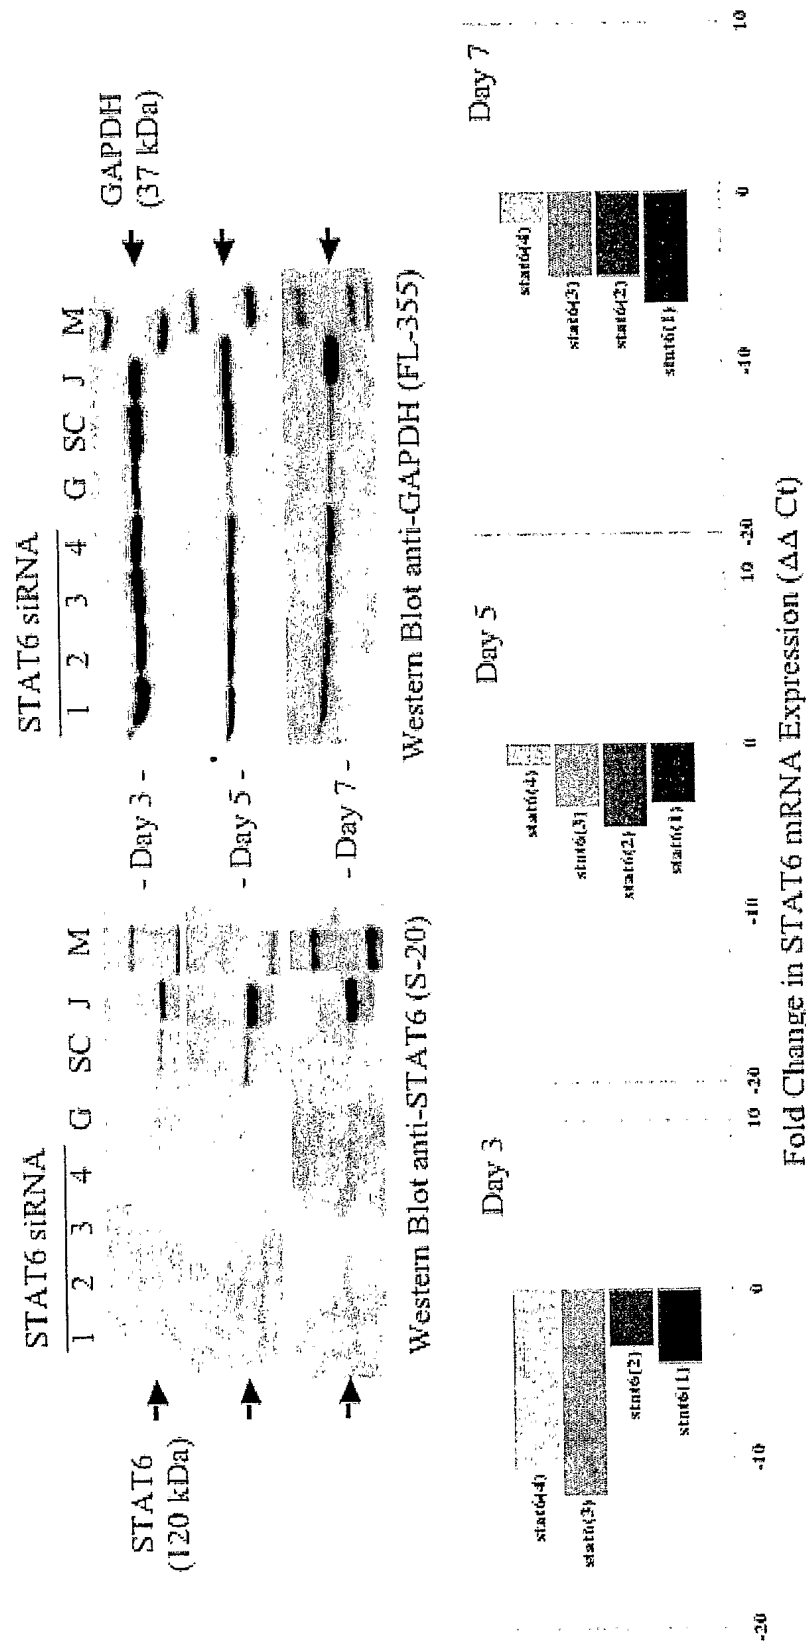 STAT6 siRNA
1 2 3 4 G SC J M
STAT6
(120 kDa)
Western Blot anti-STAT6 (S-20)
- Day 3 -
- Day 5 -
- Day 7 -
STAT6 siRNA
1 2 3 4 G SC J M
GAPDH
(37 kDa)
Western Blot anti-GAPDH (FL-355)
Day 3
stat6(4)
stat6(3)
stat6(2)
stat6(1)
-20 -10 0 10
Day 5
stat6(4)
stat6(3)
stat6(2)
stat6(1)
-20 -10 0 10
Day 7
stat6(4)
stat6(3)
stat6(2)
stat6(1)
-20 -10 0 10
Fold Change in STAT6 mRNA Expression (ΔΔ Ct)